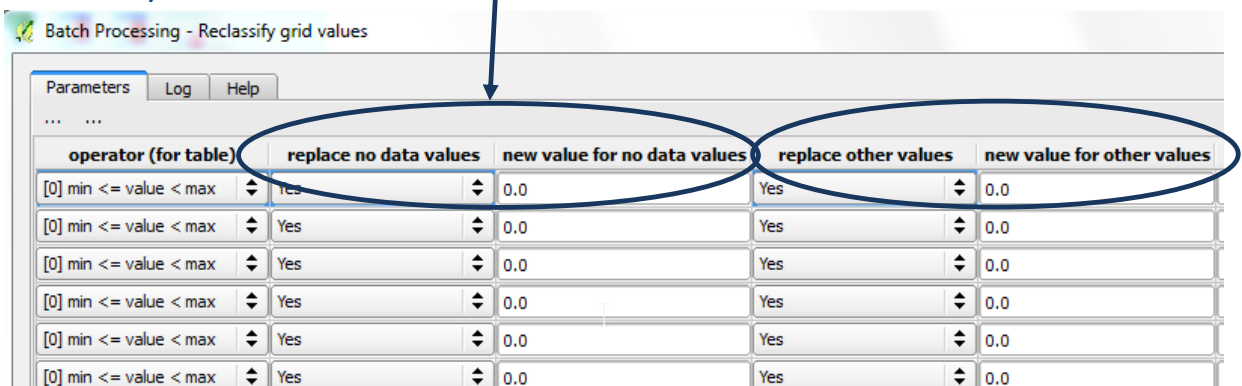 Batch Processing - Reclassify grid values
Parameters Log Help
... ...
operator (for table) replace no data values new value for no data values replace other values new value for other values
[0] min <= value < max Yes 0.0 Yes 0.0
[0] min <= value < max Yes 0.0 Yes 0.0
[0] min <= value < max Yes 0.0 Yes 0.0
[0] min <= value < max Yes 0.0 Yes 0.0
[0] min <= value < max Yes 0.0 Yes 0.0
[0] min <= value < max Yes 0.0 Yes 0.0